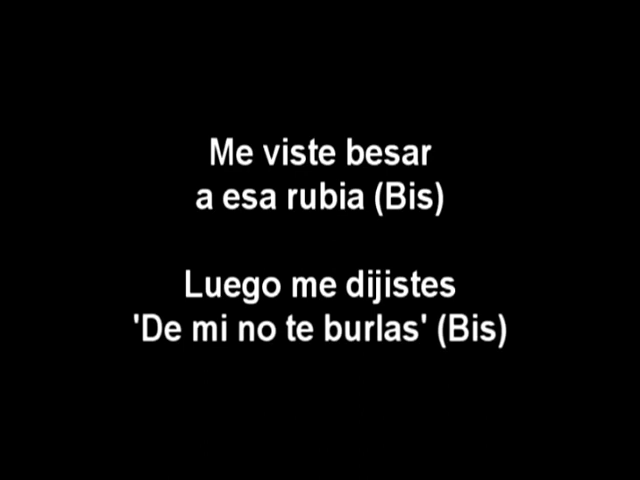 Me viste besar
a esa rubia (Bis)
Luego me dijistes
'De mi no te burlas' (Bis)